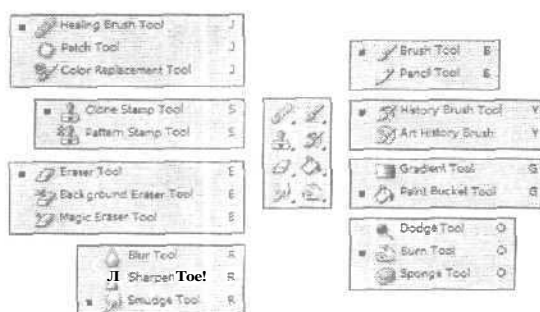 Healing Brush Tool J
Patch Tool J
Color Replacement Tool J
Clone Stamp Tool S
Pattern Stamp Tool S
Eraser Tool E
Background Eraser Tool E
Magic Eraser Tool E
Blur Tool R
Л Sharpen Toe!
R
Smudge Tool R
Brush Tool B
Pencil Tool B
History Brush Tool Y
Art History Brush Y
Gradient Tool G
Paint Bucket Tool G
Dodge Tool O
Burn Tool O
Sponge Tool O